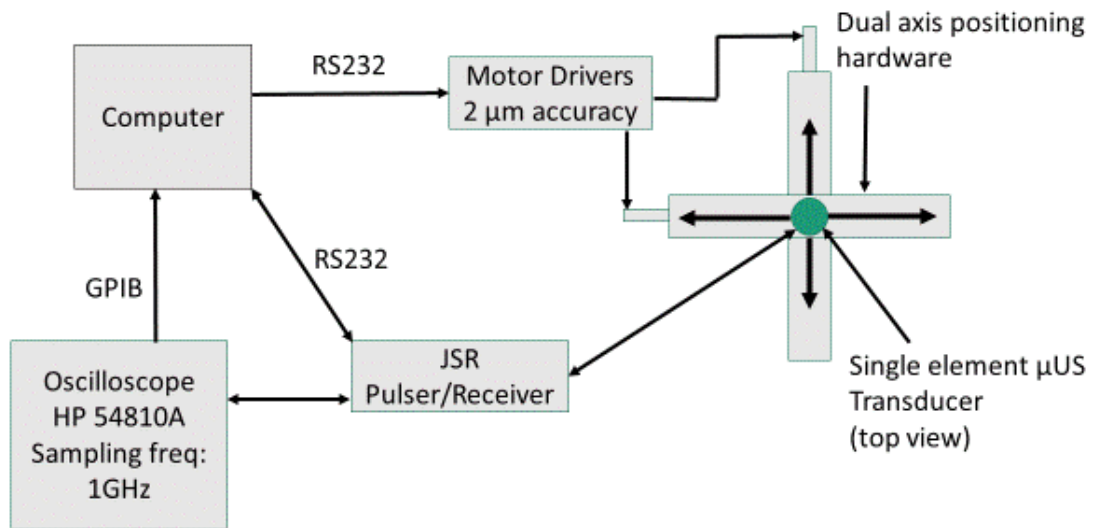 Dual axis positioning
hardware
RS232
Motor Drivers
2 μm accuracy
Computer
RS232
GPIB
JSR
Pulser/Receiver
Oscilloscope
HP 54810A
Sampling freq:
1GHz
Single element μUS
Transducer
(top view)